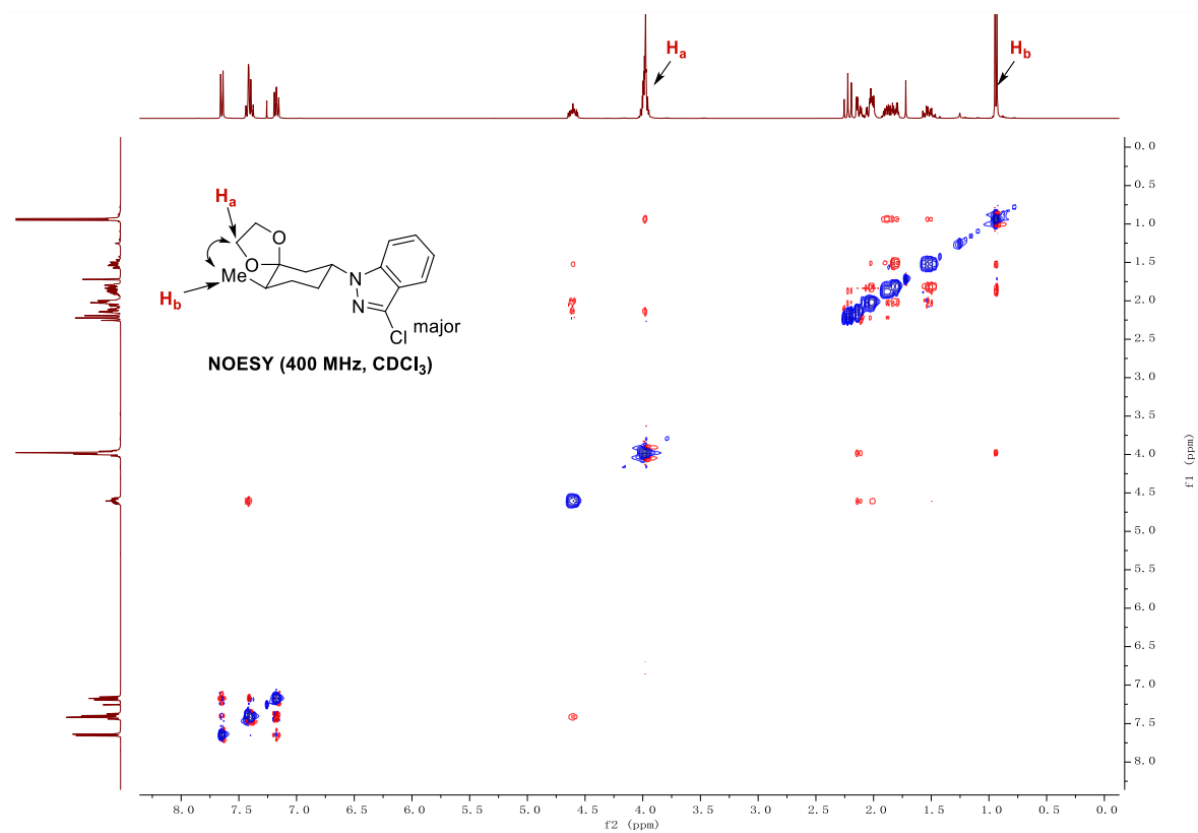 Ha
Hb
Ha
O
O
Me
N
N
Hb
Cl
major
NOESY (400 MHz, CDCl₃)
0.0
0.5
1.0
1.5
2.0
2.5
3.0
3.5
4.0
4.5
5.0
5.5
6.0
6.5
7.0
7.5
8.0
f1 (ppm)
8.0 7.5 7.0 6.5 6.0 5.5 5.0 4.5 4.0 3.5 3.0 2.5 2.0 1.5 1.0 0.5 0.0
f2 (ppm)